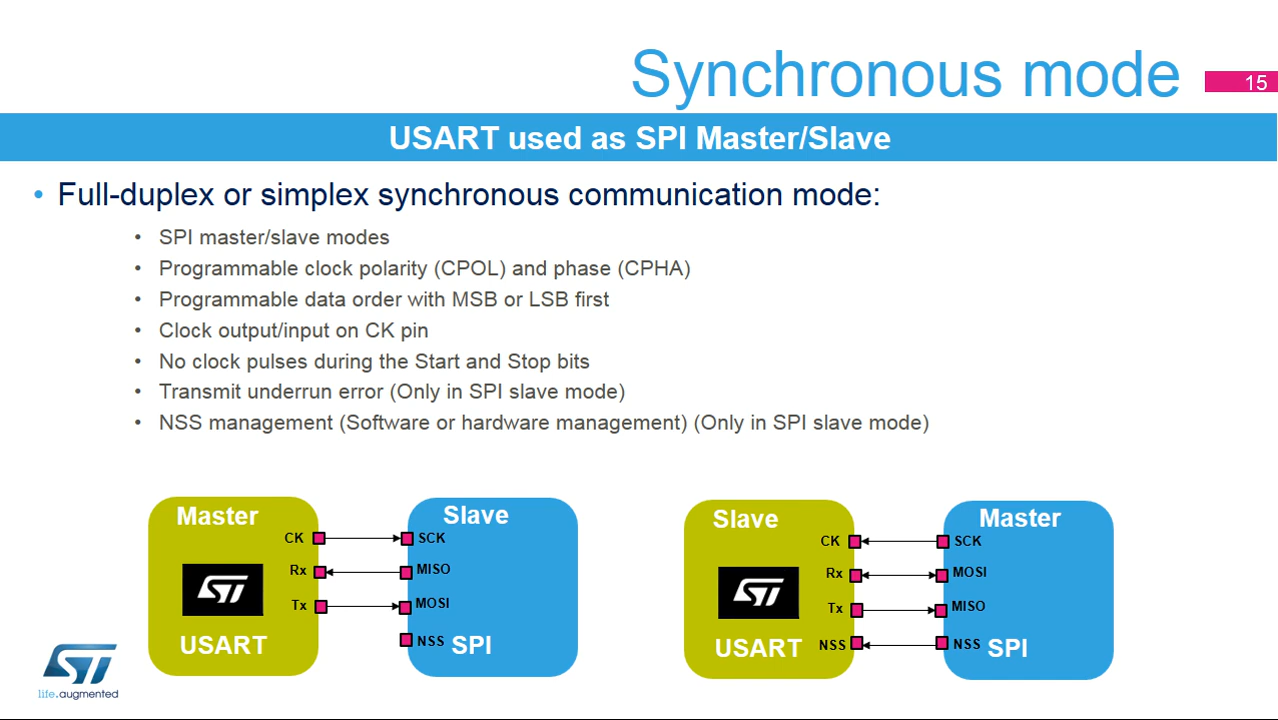 Synchronous mode
15
USART used as SPI Master/Slave
• Full-duplex or simplex synchronous communication mode:
• SPI master/slave modes
• Programmable clock polarity (CPOL) and phase (CPHA)
• Programmable data order with MSB or LSB first
• Clock output/input on CK pin
• No clock pulses during the Start and Stop bits
• Transmit underrun error (Only in SPI slave mode)
• NSS management (Software or hardware management) (Only in SPI slave mode)
Master
CK
Rx
Tx
ST
USART
Slave
SCK
MISO
MOSI
NSS
SPI
Slave
CK
Rx
Tx
NSS
ST
USART
Master
SCK
MOSI
MISO
NSS
SPI
ST
life.augmented